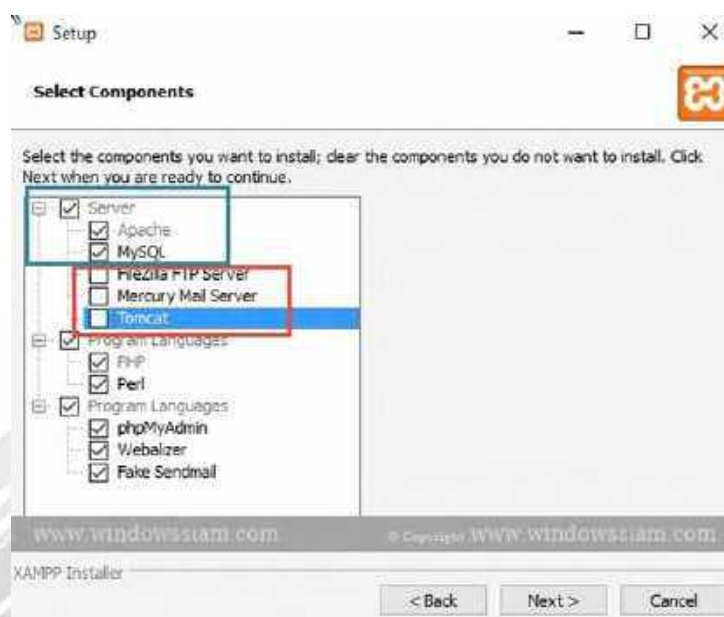 Setup
Select Components
Select the components you want to install; clear the components you do not want to install. Click
Next when you are ready to continue.
Server
Apache
MySQL
FileZilla FTP Server
Mercury Mail Server
Tomcat
Program Languages
PHP
Perl
Program Languages
phpMyAdmin
Webalizer
Fake Sendmail
www.windowssiam.com © Copyright www.windowssiam.com
XAMPP Installer
< Back Next > Cancel